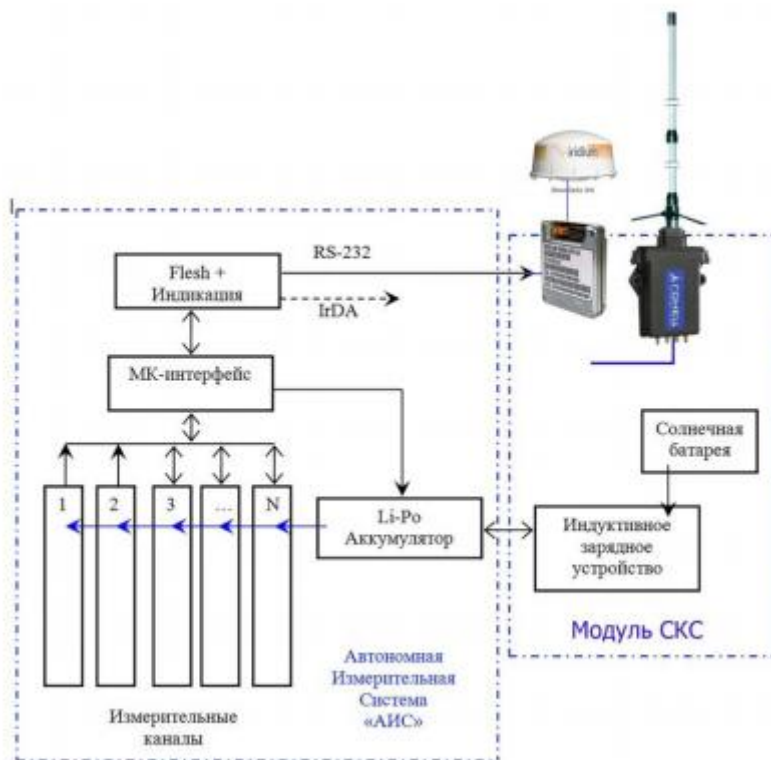 iridium
RS-232
Flesh +
Индикация
IrDA
МК-интерфейс
1
2
3
...
N
Li-Po
Аккумулятор
Солнечная
батарея
Индуктивное
зарядное
устройство
Модуль СКС
Автономная
Измерительная
Система
«АИС»
Измерительные
каналы